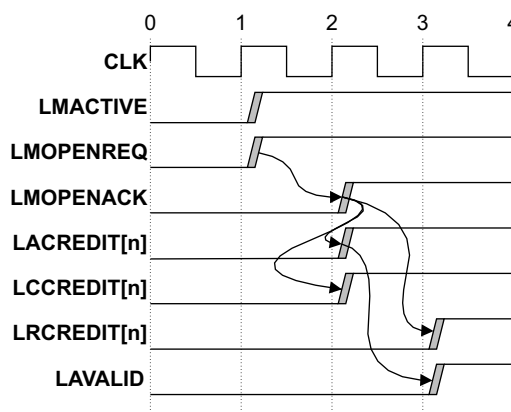 0 1 2 3 4
CLK
LMACTIVE
LMOPENREQ
LMOPENACK
LACREDIT[n]
LCCREDIT[n]
LRCREDIT[n]
LAVALID